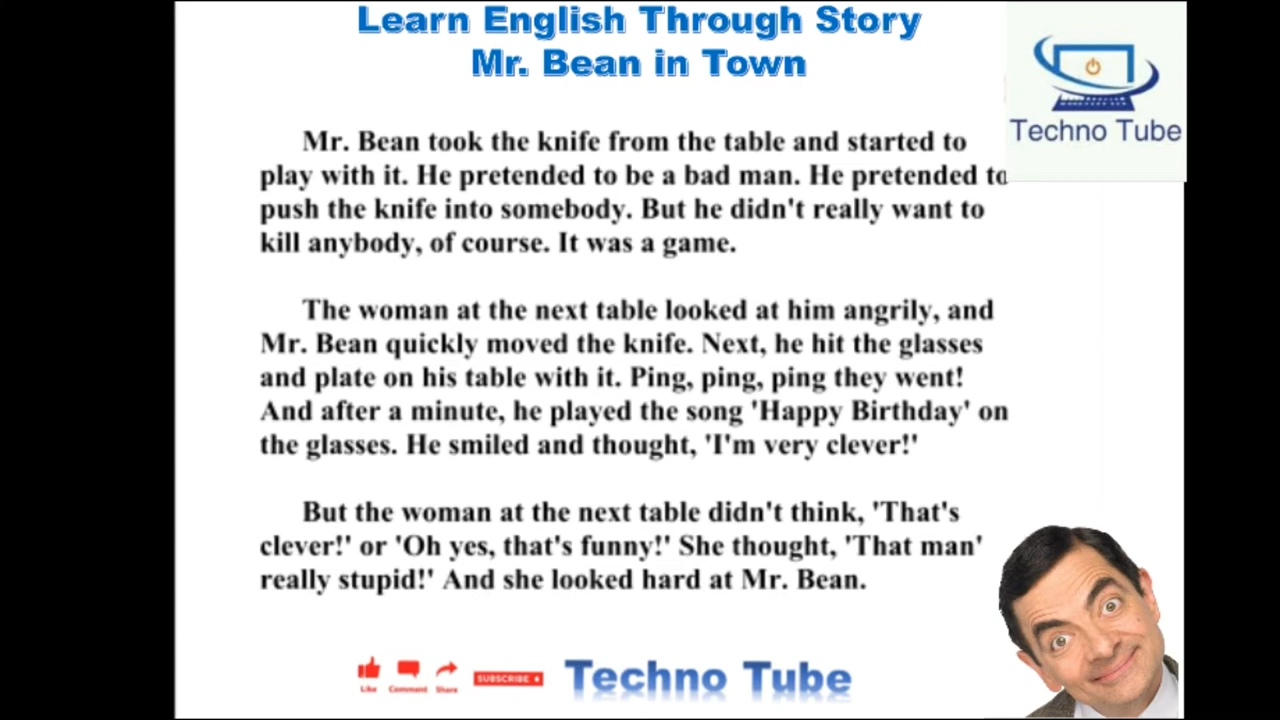 Learn English Through Story
Mr. Bean in Town
Techno Tube
Mr. Bean took the knife from the table and started to
play with it. He pretended to be a bad man. He pretended to
push the knife into somebody. But he didn't really want to
kill anybody, of course. It was a game.
The woman at the next table looked at him angrily, and
Mr. Bean quickly moved the knife. Next, he hit the glasses
and plate on his table with it. Ping, ping, ping they went!
And after a minute, he played the song 'Happy Birthday' on
the glasses. He smiled and thought, 'I'm very clever!'
But the woman at the next table didn't think, 'That's
clever!' or 'Oh yes, that's funny!' She thought, 'That man'
really stupid!' And she looked hard at Mr. Bean.
Like Comment Share SUBSCRIBE Techno Tube